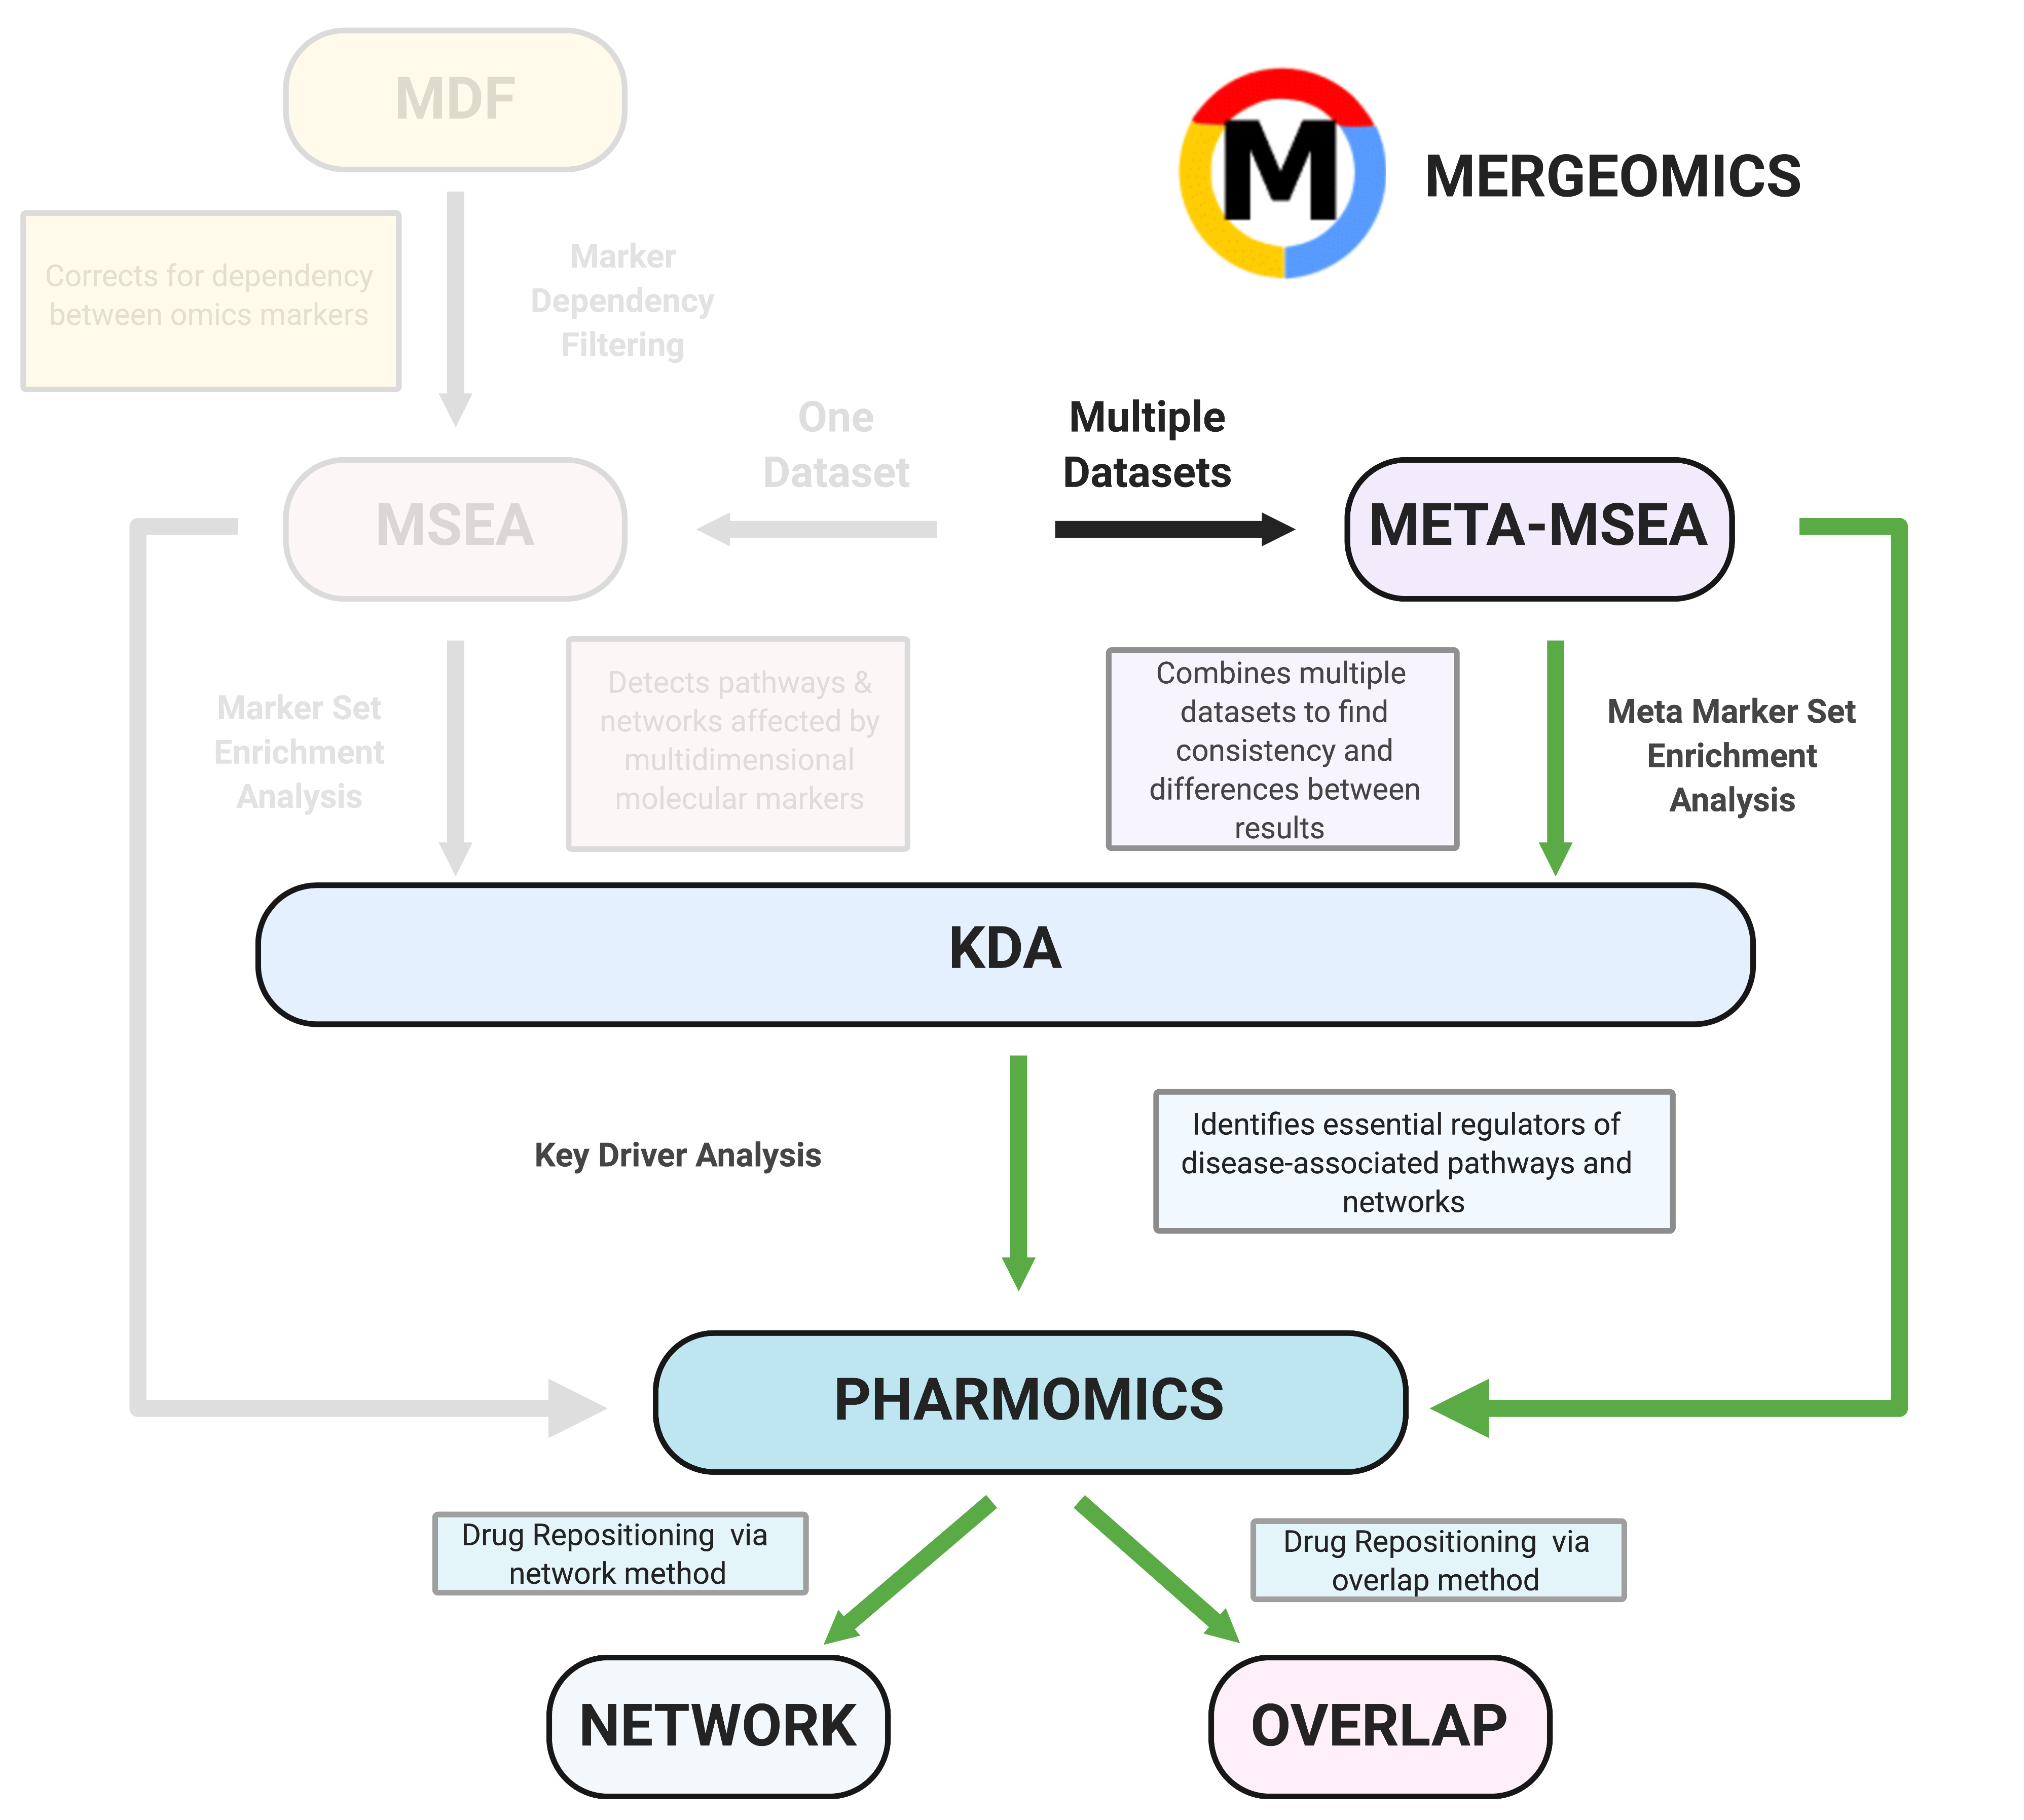 MDF
M
MERGEOMICS
Corrects for dependency
between omics markers
Marker
Dependency
Filtering
One
Dataset
Multiple
Datasets
MSEA
META-MSEA
Marker Set
Enrichment
Analysis
Detects pathways &
networks affected by
multidimensional
molecular markers
Combines multiple
datasets to find
consistency and
differences between
results
Meta Marker Set
Enrichment
Analysis
KDA
Key Driver Analysis
Identifies essential regulators of
disease-associated pathways and
networks
PHARMOMICS
Drug Repositioning via
network method
Drug Repositioning via
overlap method
NETWORK
OVERLAP